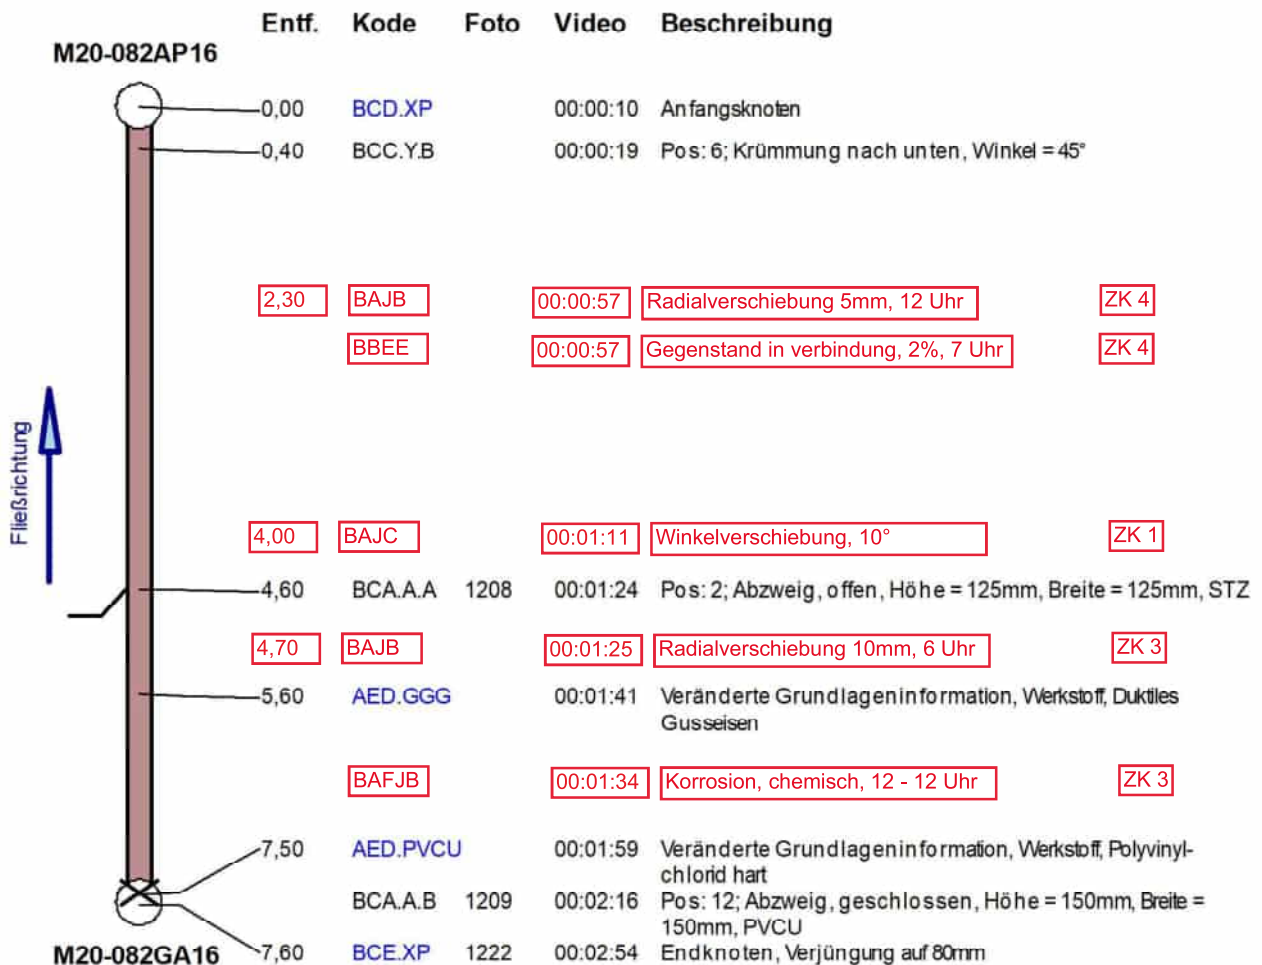 Entf. Kode Foto Video Beschreibung
M20-082AP16
0,00 BCD.XP 00:00:10 Anfangsknoten
0,40 BCC.Y.B 00:00:19 Pos: 6; Krümmung nach unten, Winkel = 45°
2,30 BAJB 00:00:57 Radialverschiebung 5mm, 12 Uhr ZK 4
BBEE 00:00:57 Gegenstand in verbindung, 2%, 7 Uhr ZK 4
Fließrichtung
4,00 BAJC 00:01:11 Winkelverschiebung, 10° ZK 1
4,60 BCA.A.A 1208 00:01:24 Pos: 2; Abzweig, offen, Höhe = 125mm, Breite = 125mm, STZ
4,70 BAJB 00:01:25 Radialverschiebung 10mm, 6 Uhr ZK 3
5,60 AED.GGG 00:01:41 Veränderte Grundlageninformation, Werkstoff, Duktiles
Gusseisen
BAFJB 00:01:34 Korrosion, chemisch, 12 - 12 Uhr ZK 3
7,50 AED.PVCU 00:01:59 Veränderte Grundlageninformation, Werkstoff, Polyvinyl-
chlorid hart
BCA.A.B 1209 00:02:16 Pos: 12; Abzweig, geschlossen, Höhe = 150mm, Breite =
150mm, PVCU
M20-082GA16 7,60 BCE.XP 1222 00:02:54 Endknoten, Verjüngung auf 80mm